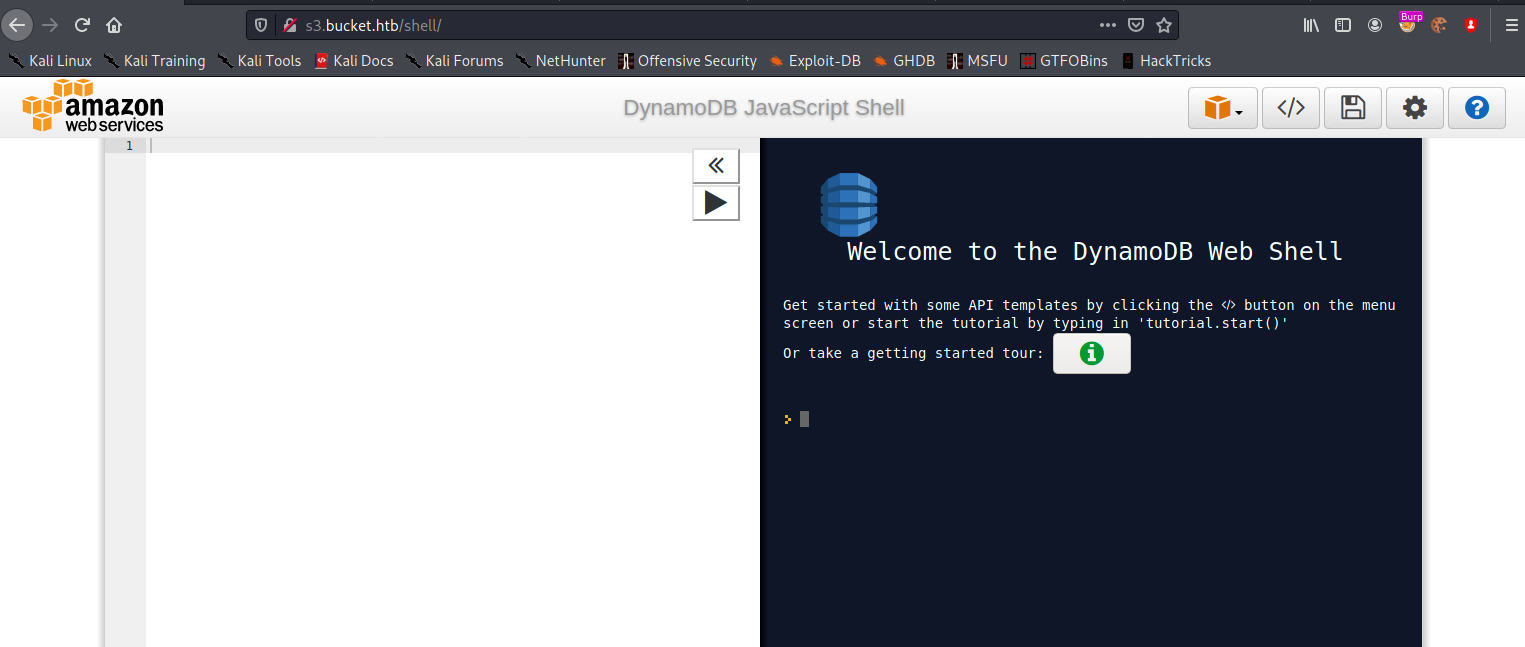 s3.bucket.htb/shell/
Burp
Kali Linux Kali Training Kali Tools Kali Docs Kali Forums NetHunter Offensive Security Exploit-DB GHDB MSFU GTFOBins HackTricks
amazon
web services
DynamoDB JavaScript Shell
</>
?
1
Welcome to the DynamoDB Web Shell
Get started with some API templates by clicking the </> button on the menu
screen or start the tutorial by typing in 'tutorial.start()'
Or take a getting started tour:
>